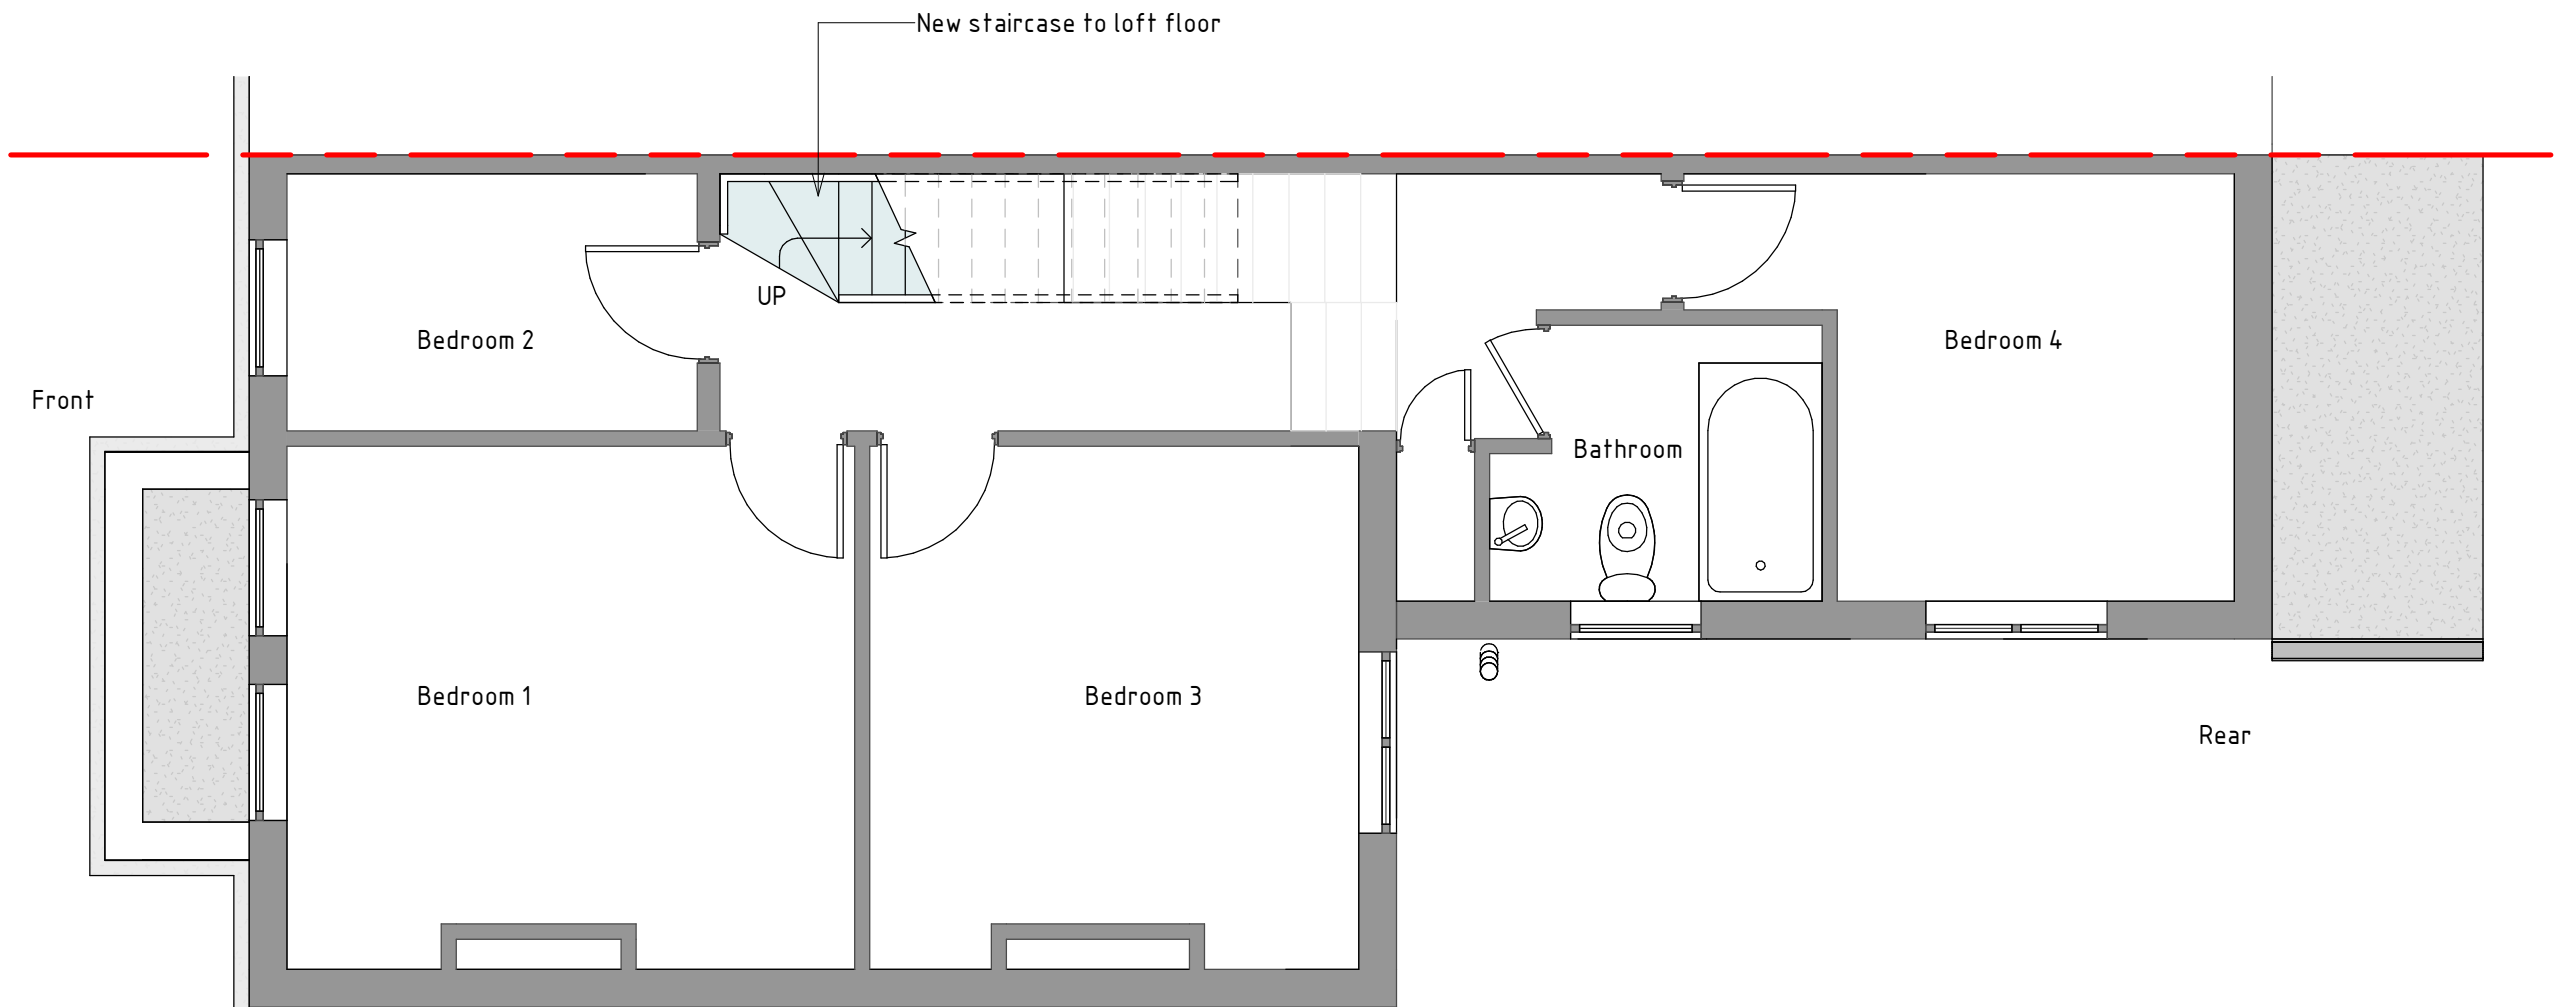 New staircase to loft floor
UP
Bedroom 2
Bedroom 4
Front
Bathroom
Bedroom 1
Bedroom 3
Rear